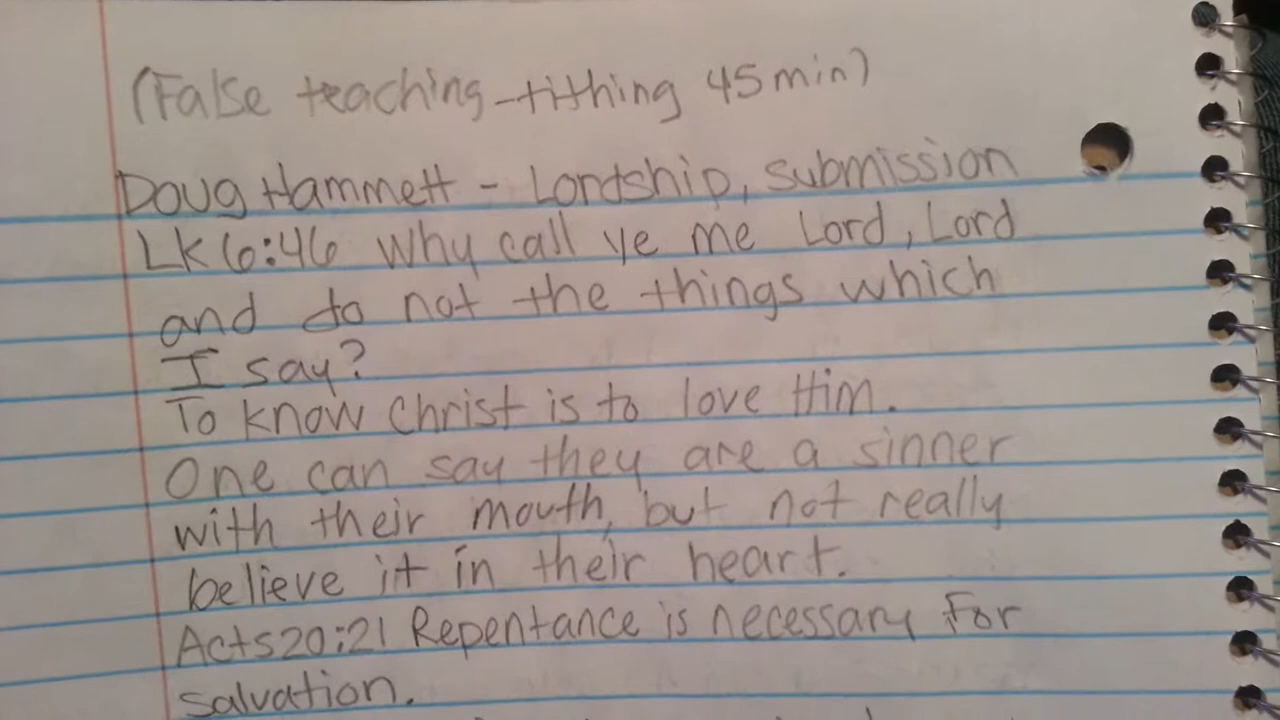 (False teaching-tithing 45min)
Doug Hammett - Lordship, submission
LK 6:46 Why call ye me Lord, Lord
and do not the things which
I say?
To know Christ is to love Him.
One can say they are a sinner
with their mouth, but not really
believe it in their heart.
Acts 20:21 Repentance is necessary for
salvation.